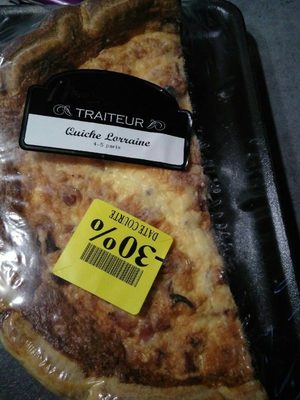 TRAITEUR
Quiche Lorraine
4-5 parts
-30%
DATE COURTE